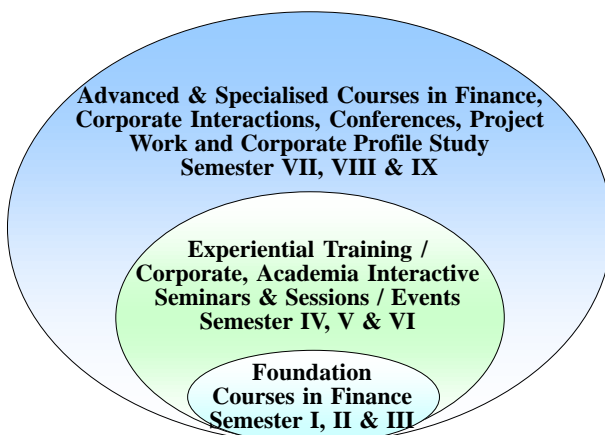 Advanced & Specialised Courses in Finance,
Corporate Interactions, Conferences, Project
Work and Corporate Profile Study
Semester VII, VIII & IX
Experiential Training /
Corporate, Academia Interactive
Seminars & Sessions / Events
Semester IV, V & VI
Foundation
Courses in Finance
Semester I, II & III